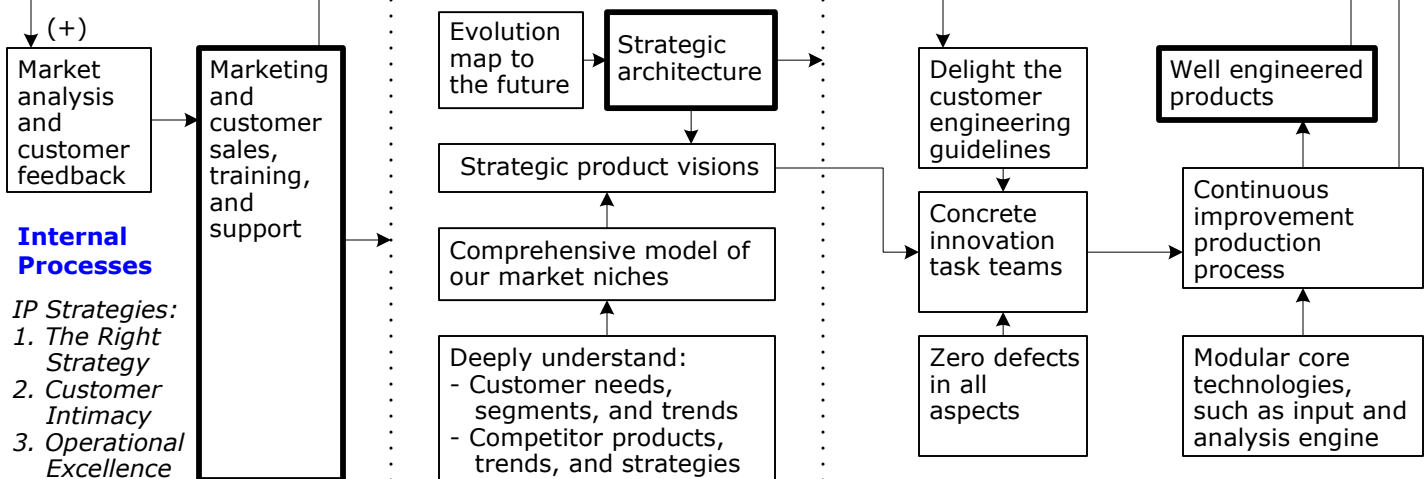 (+)
Market
analysis
and
customer
feedback
Marketing
and
customer
sales,
training,
and
support
Internal
Processes
IP Strategies:
1. The Right
Strategy
2. Customer
Intimacy
3. Operational
Excellence
Evolution
map to
the future
Strategic
architecture
Strategic product visions
Comprehensive model of
our market niches
Deeply understand:
- Customer needs,
segments, and trends
- Competitor products,
trends, and strategies
Delight the
customer
engineering
guidelines
Concrete
innovation
task teams
Zero defects
in all
aspects
Well engineered
products
Continuous
improvement
production
process
Modular core
technologies,
such as input and
analysis engine